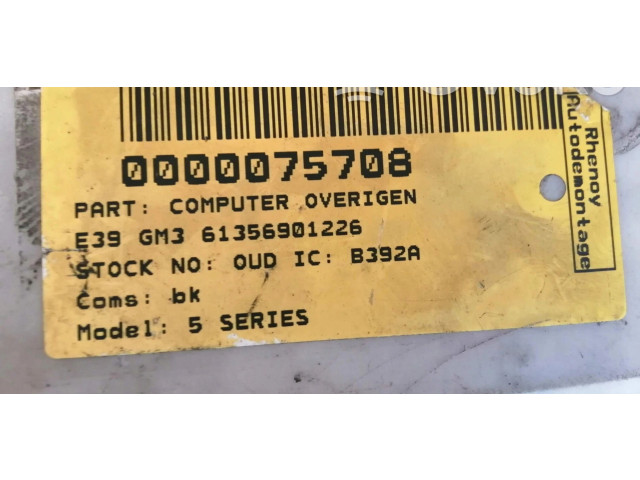 0000075708
PART: COMPUTER OVERIGEN
E39 GM3 61356901226
STOCK NO: OUD IC: B392A
Coms: bk
Model: 5 SERIES
Rhenoy
Autodemontage